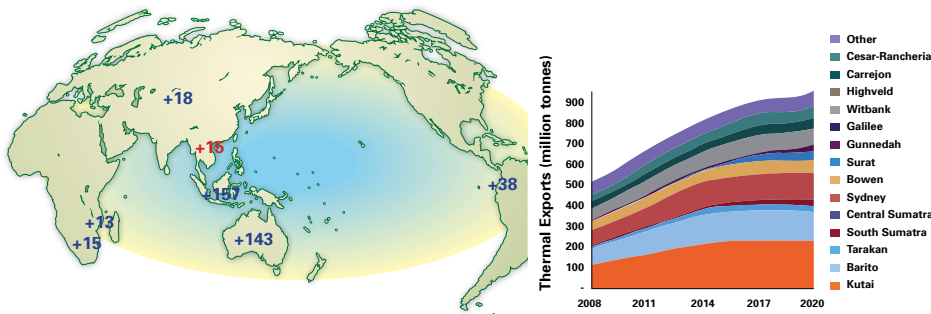 +18
+15
+157
+38
+13
+15
+143
Thermal Exports (million tonnes)
900
800
700
600
500
400
300
200
100
-
2008
2011
2014
2017
2020
Other
Cesar-Rancheria
Carrejon
Highveld
Witbank
Galilee
Gunnedah
Surat
Bowen
Sydney
Central Sumatra
South Sumatra
Tarakan
Barito
Kutai